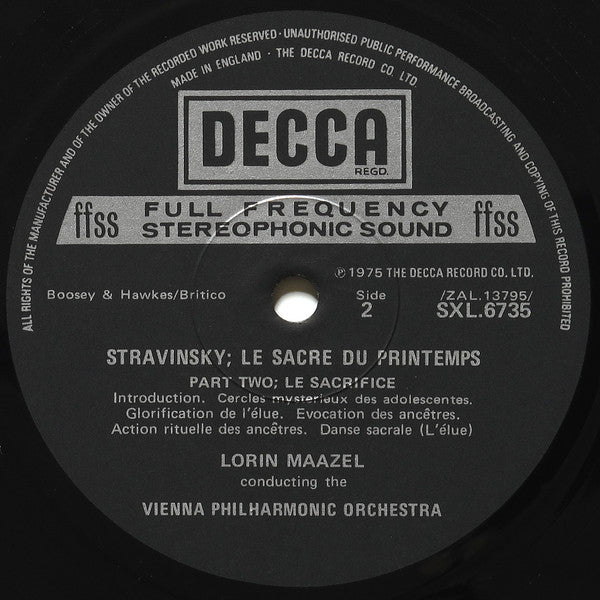 ALL RIGHTS OF THE MANUFACTURER AND OF THE OWNER OF THE RECORDED WORK RESERVED · UNAUTHORISED PUBLIC PERFORMANCE BROADCASTING AND COPYING OF THIS RECORD PROHIBITED
MADE IN ENGLAND · THE DECCA RECORD CO. LTD.
DECCA
REGD.
ffss FULL FREQUENCY ffss
STEREOPHONIC SOUND
℗ 1975 THE DECCA RECORD CO. LTD.
Boosey & Hawkes/Britico Side /ZAL.13795/
2 SXL.6735
STRAVINSKY; LE SACRE DU PRINTEMPS
PART TWO; LE SACRIFICE
Introduction. Cercles mysterieux des adolescentes.
Glorification de l'élue. Evocation des ancêtres.
Action rituelle des ancêtres. Danse sacrale (L'élue)
LORIN MAAZEL
conducting the
VIENNA PHILHARMONIC ORCHESTRA